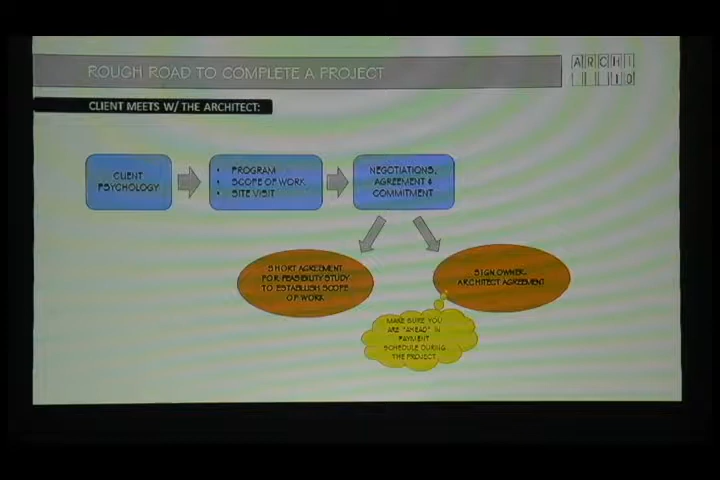 ROUGH ROAD TO COMPLETE A PROJECT
ARCHI
10
CLIENT MEETS W/ THE ARCHITECT:
CLIENT
PSYCHOLOGY
• PROGRAM
• SCOPE OF WORK
• SITE VISIT
NEGOTIATIONS,
AGREEMENT &
COMMITMENT
SHORT AGREEMENT
FOR FEASIBILITY STUDY
TO ESTABLISH SCOPE
OF WORK
SIGN OWNER-
ARCHITECT AGREEMENT
MAKE SURE YOU
ARE "AHEAD" IN
PAYMENT
SCHEDULE DURING
THE PROJECT